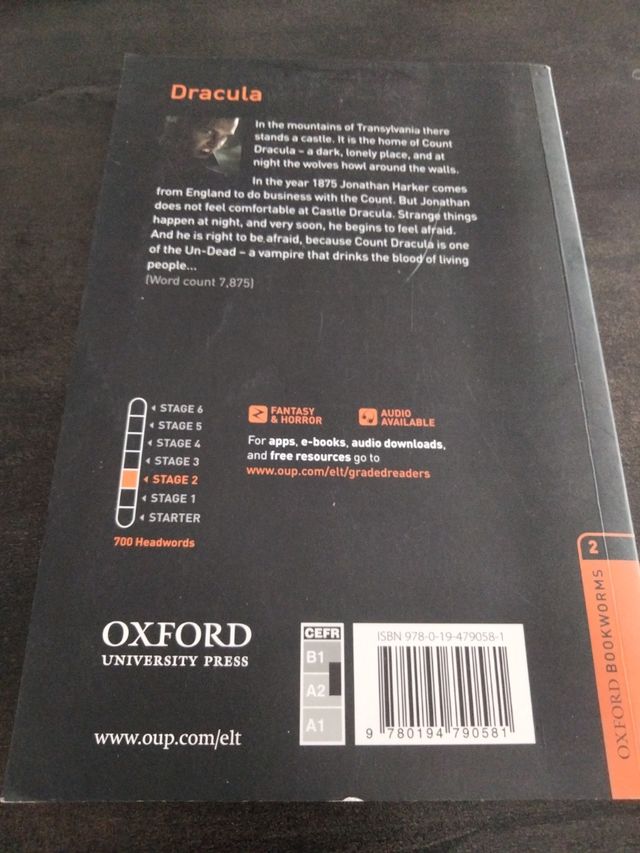 Dracula
In the mountains of Transylvania there
stands a castle. It is the home of Count
Dracula – a dark, lonely place, and at
night the wolves howl around the walls.
In the year 1875 Jonathan Harker comes
from England to do business with the Count. But Jonathan
does not feel comfortable at Castle Dracula. Strange things
happen at night, and very soon, he begins to feel afraid.
And he is right to be afraid, because Count Dracula is one
of the Un-Dead – a vampire that drinks the blood of living
people...
(Word count 7,875)
STAGE 6
STAGE 5
STAGE 4
STAGE 3
STAGE 2
STAGE 1
STARTER
700 Headwords
FANTASY
& HORROR
AUDIO
AVAILABLE
For apps, e-books, audio downloads,
and free resources go to
www.oup.com/elt/gradedreaders
2
OXFORD BOOKWORMS
OXFORD
UNIVERSITY PRESS
www.oup.com/elt
CEFR
B1
A2
A1
ISBN 978-0-19-479058-1
9 780194 790581